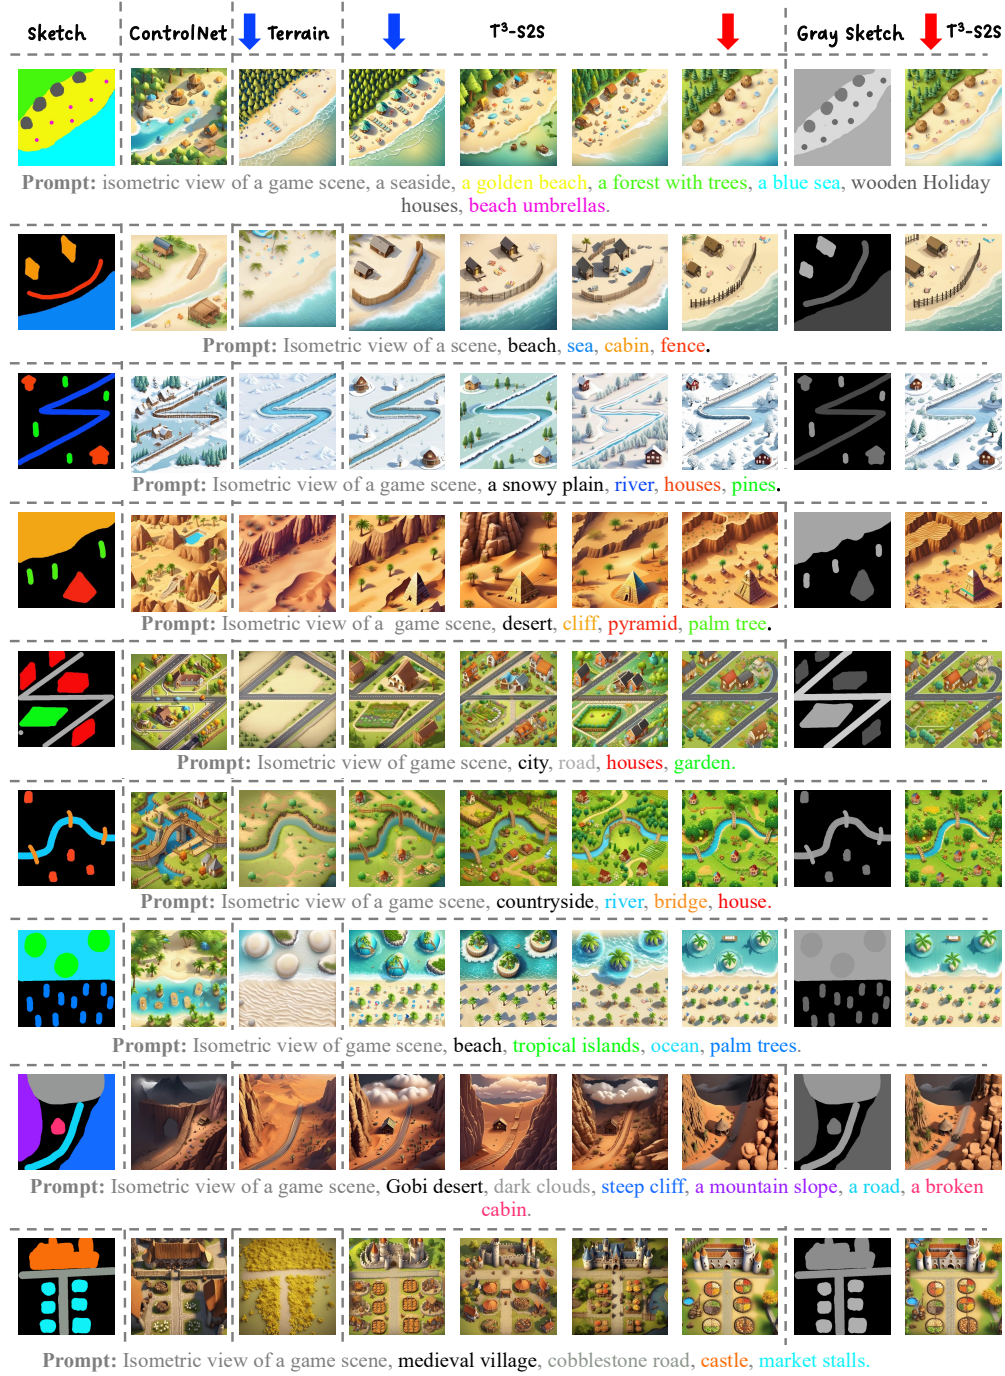 Sketch ControlNet Terrain T³-S2S Gray Sketch T³-S2S
Prompt: isometric view of a game scene, a seaside, a golden beach, a forest with trees, a blue sea, wooden Holiday
houses, beach umbrellas.
Prompt: Isometric view of a scene, beach, sea, cabin, fence.
Prompt: Isometric view of a game scene, a snowy plain, river, houses, pines.
Prompt: Isometric view of a game scene, desert, cliff, pyramid, palm tree.
Prompt: Isometric view of game scene, city, road, houses, garden.
Prompt: Isometric view of a game scene, countryside, river, bridge, house.
Prompt: Isometric view of game scene, beach, tropical islands, ocean, palm trees.
Prompt: Isometric view of a game scene, Gobi desert, dark clouds, steep cliff, a mountain slope, a road, a broken
cabin.
Prompt: Isometric view of a game scene, medieval village, cobblestone road, castle, market stalls.